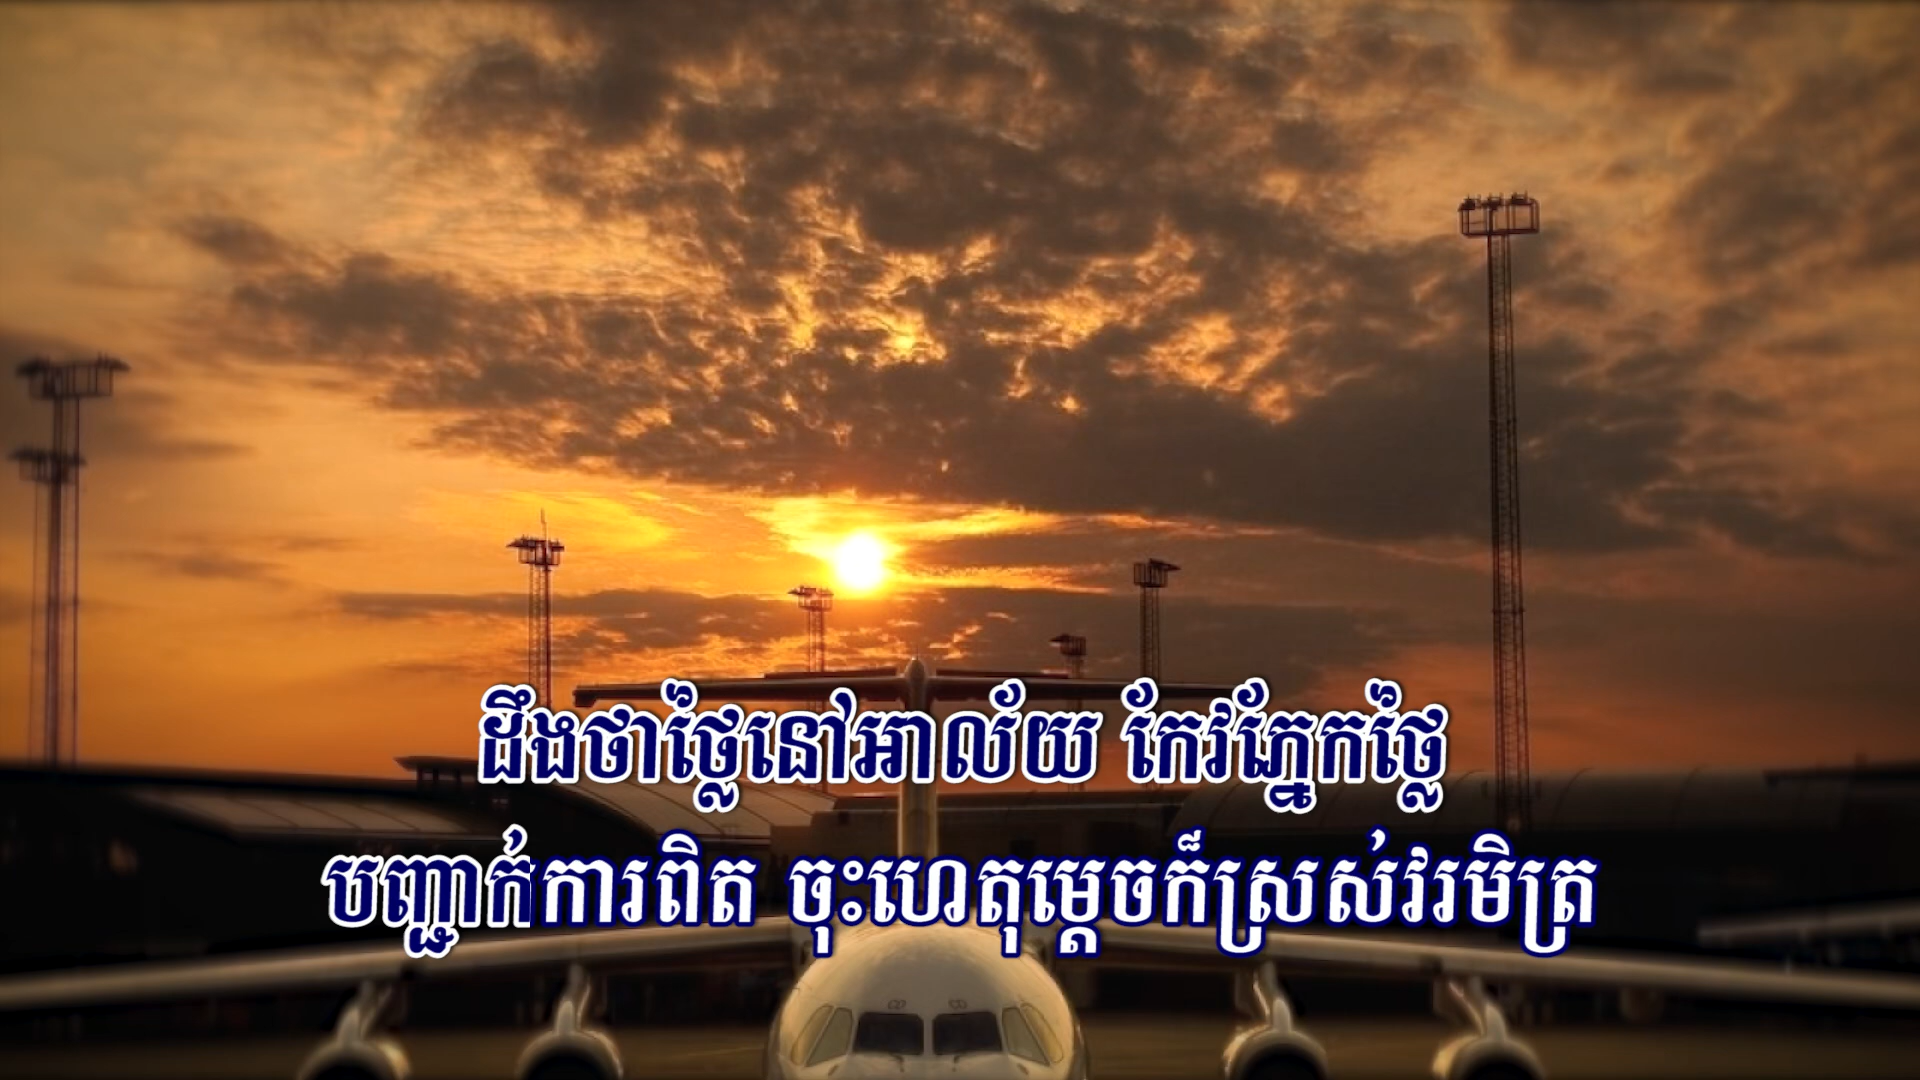 ដឹងថាថ្លៃនៅអាល័យ កែវភ្នែកថ្លៃ
បញ្ជាក់ការពិត ចុះហេតុម្ដេចក៏ស្រស់វរមិត្រ